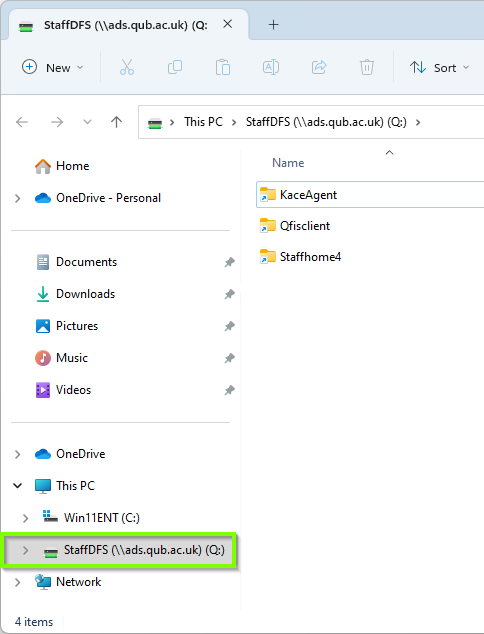 StaffDFS (\\ads.qub.ac.uk) (Q:)
New
Sort
This PC > StaffDFS (\\ads.qub.ac.uk) (Q:) >
Name
Home
OneDrive - Personal
Documents
Downloads
Pictures
Music
Videos
OneDrive
This PC
Win11ENT (C:)
StaffDFS (\\ads.qub.ac.uk) (Q:)
Network
KaceAgent
Qfisclient
Staffhome4
4 items